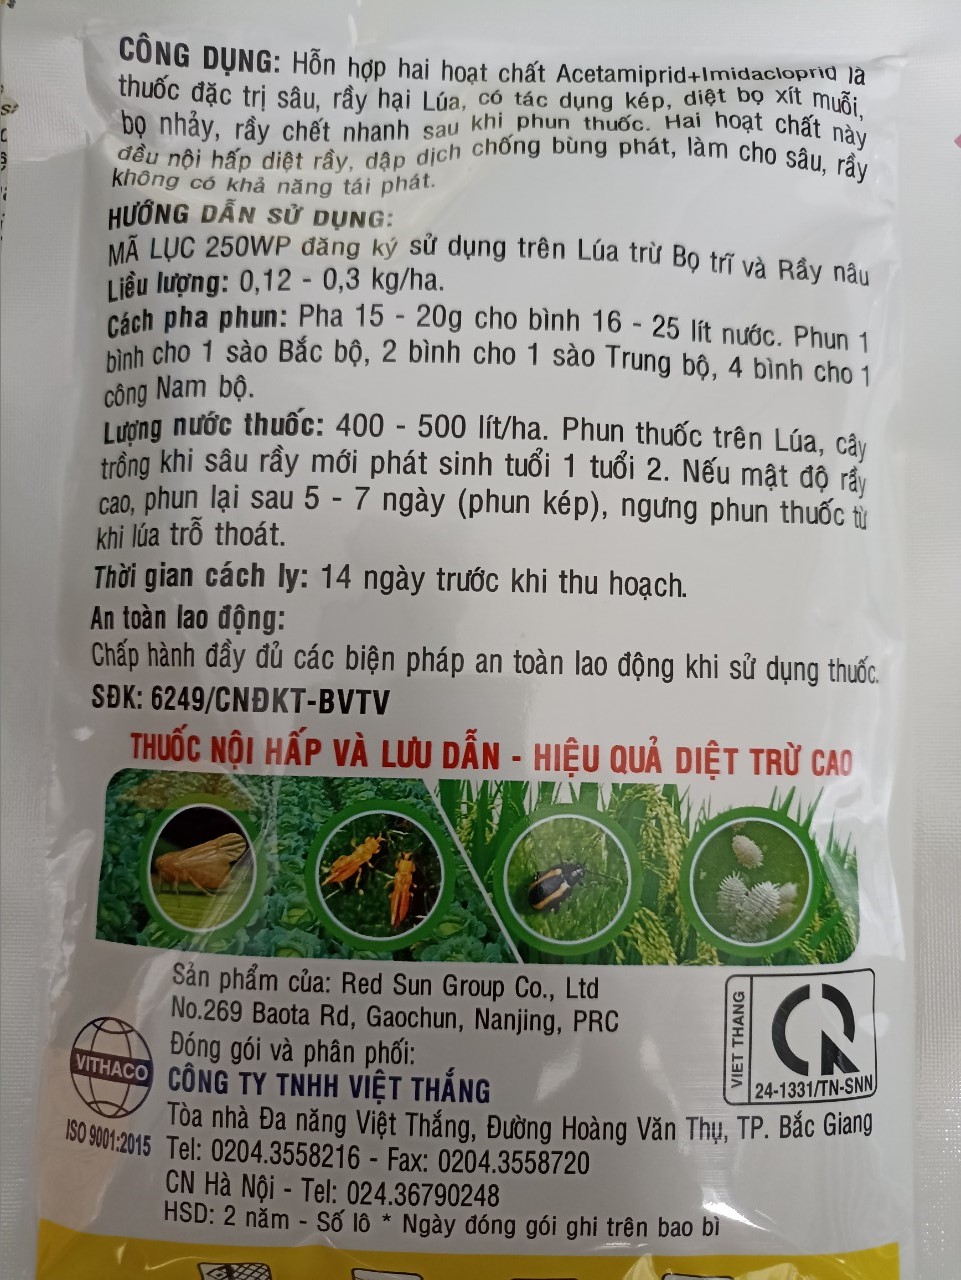 CÔNG DỤNG: Hỗn hợp hai hoạt chất Acetamiprid+Imidacloprid là
thuốc đặc trị sâu, rầy hại Lúa, có tác dụng kép, diệt bọ xít muỗi,
bọ nhảy, rầy chết nhanh sau khi phun thuốc. Hai hoạt chất này
đều nội hấp diệt rầy, dập dịch chống bùng phát, làm cho sâu, rầy
không có khả năng tái phát.
HƯỚNG DẪN SỬ DỤNG:
MÃ LỤC 250WP đăng ký sử dụng trên Lúa trừ Bọ trĩ và Rầy nâu
Liều lượng: 0,12 - 0,3 kg/ha.
Cách pha phun: Pha 15 - 20g cho bình 16 - 25 lít nước. Phun 1
bình cho 1 sào Bắc bộ, 2 bình cho 1 sào Trung bộ, 4 bình cho 1
công Nam bộ.
Lượng nước thuốc: 400 - 500 lít/ha. Phun thuốc trên Lúa, cây
trồng khi sâu rầy mới phát sinh tuổi 1 tuổi 2. Nếu mật độ rầy
cao, phun lại sau 5 - 7 ngày (phun kép), ngưng phun thuốc từ
khi lúa trỗ thoát.
Thời gian cách ly: 14 ngày trước khi thu hoạch.
An toàn lao động:
Chấp hành đầy đủ các biện pháp an toàn lao động khi sử dụng thuốc.
SĐK: 6249/CNĐKT-BVTV
THUỐC NỘI HẤP VÀ LƯU DẪN - HIỆU QUẢ DIỆT TRỪ CAO
Sản phẩm của: Red Sun Group Co., Ltd
No.269 Baota Rd, Gaochun, Nanjing, PRC
Đóng gói và phân phối:
CÔNG TY TNHH VIỆT THẮNG
Tòa nhà Đa năng Việt Thắng, Đường Hoàng Văn Thụ, TP. Bắc Giang
Tel: 0204.3558216 - Fax: 0204.3558720
CN Hà Nội - Tel: 024.36790248
HSD: 2 năm - Số lô * Ngày đóng gói ghi trên bao bì
VITHACO
ISO 9001:2015
VIET THANG
24-1331/TN-SNN